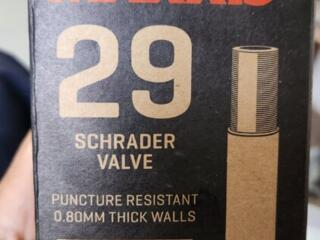 29
SCHRADER
VALVE
PUNCTURE RESISTANT
0.80MM THICK WALLS